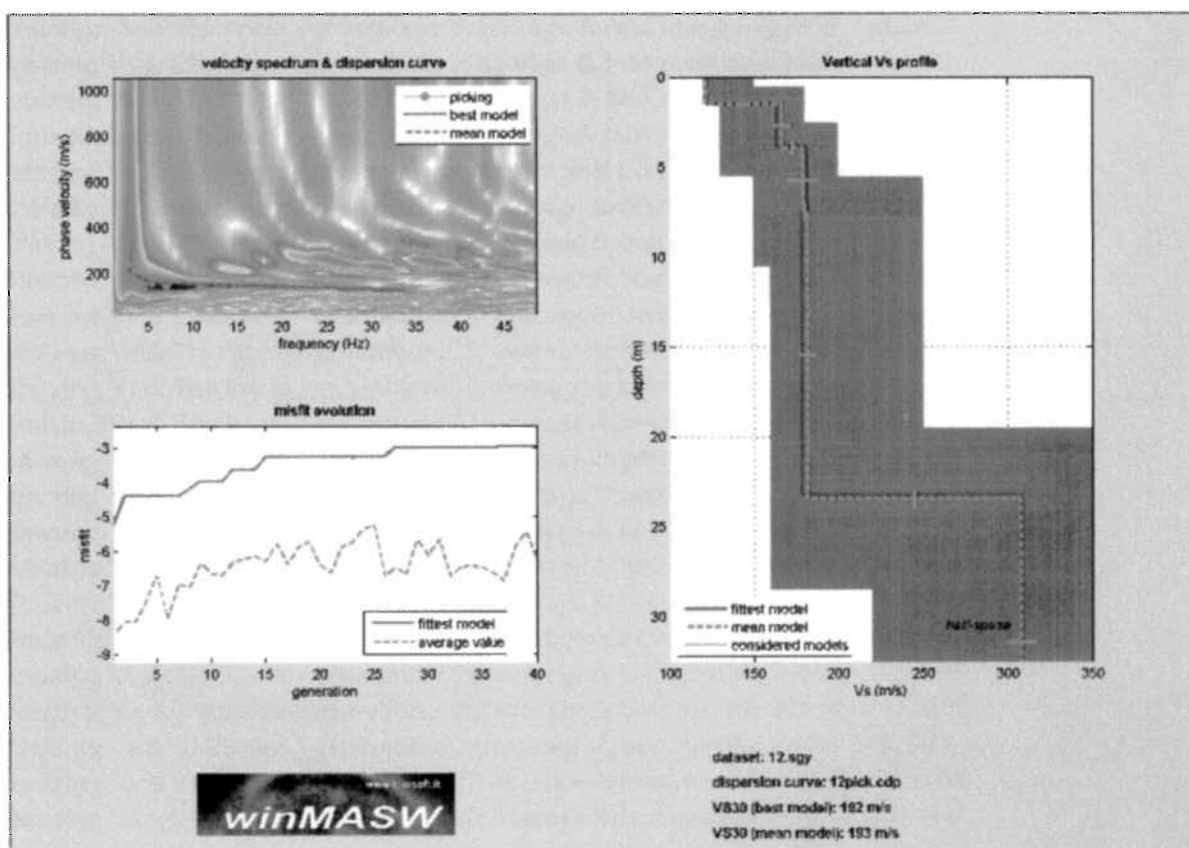 velocity spectrum & dispersion curve
1000
800
600
400
200
phase velocity (m/s)
picking
best model
mean model
5 10 15 20 25 30 35 40 45
frequency (Hz)
misfit evolution
-3
-4
-5
-6
-7
-8
-9
misfit
fittest model
average value
5 10 15 20 25 30 35 40
generation
Vertical Vs profile
0
5
10
15
20
25
30
depth (m)
half-space
fittest model
mean model
considered models
100 150 200 250 300 350
Vs (m/s)
winMASW
dataset: 12.sgy
dispersion curve: 12pick.cdp
VS30 (best model): 192 m/s
VS30 (mean model): 193 m/s